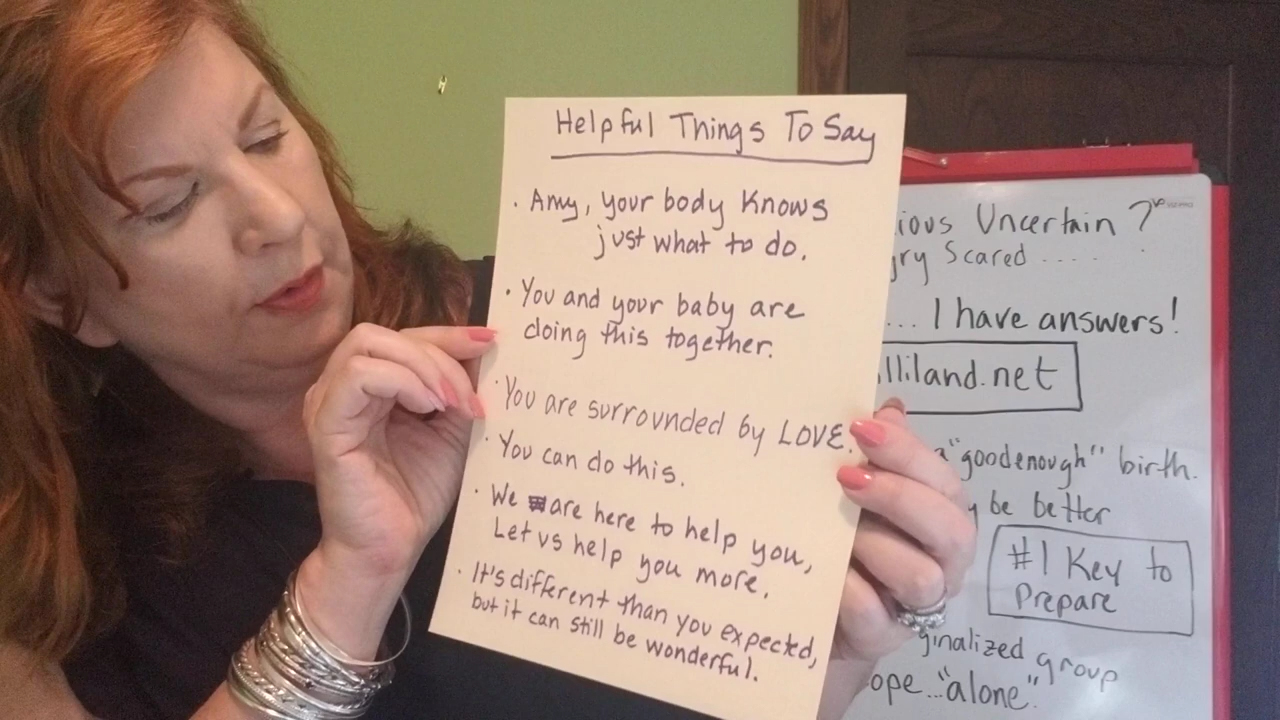 Helpful Things To Say
· Amy, your body knows
just what to do.
· You and your baby are
doing this together.
· You are surrounded by LOVE.
· You can do this.
· We are here to help you,
Let us help you more.
· It's different than you expected,
but it can still be wonderful.
Uncertain ?
Scared ....
... I have answers!
lliland.net
"goodenough" birth.
be better
#1 Key to
Prepare
ginalized group
ope..."alone".